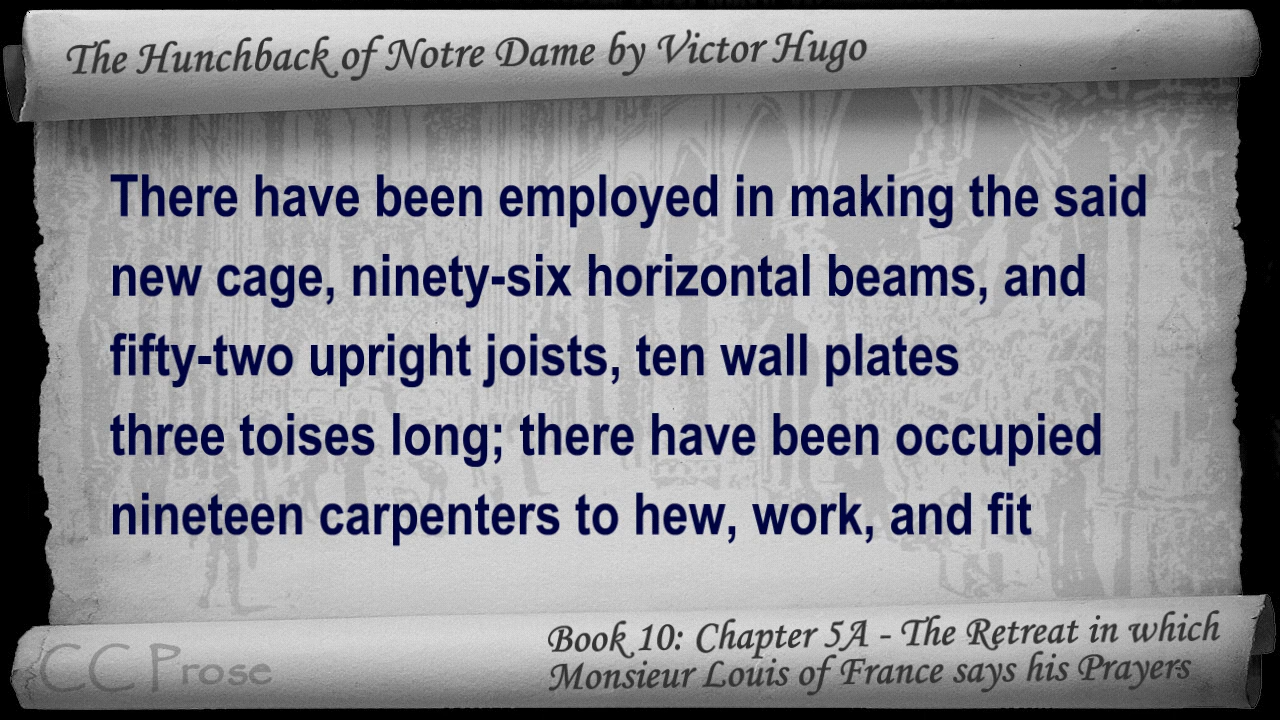 The Hunchback of Notre Dame by Victor Hugo
There have been employed in making the said
new cage, ninety-six horizontal beams, and
fifty-two upright joists, ten wall plates
three toises long; there have been occupied
nineteen carpenters to hew, work, and fit
Book 10: Chapter 5A - The Retreat in which
Monsieur Louis of France says his Prayers
CC Prose